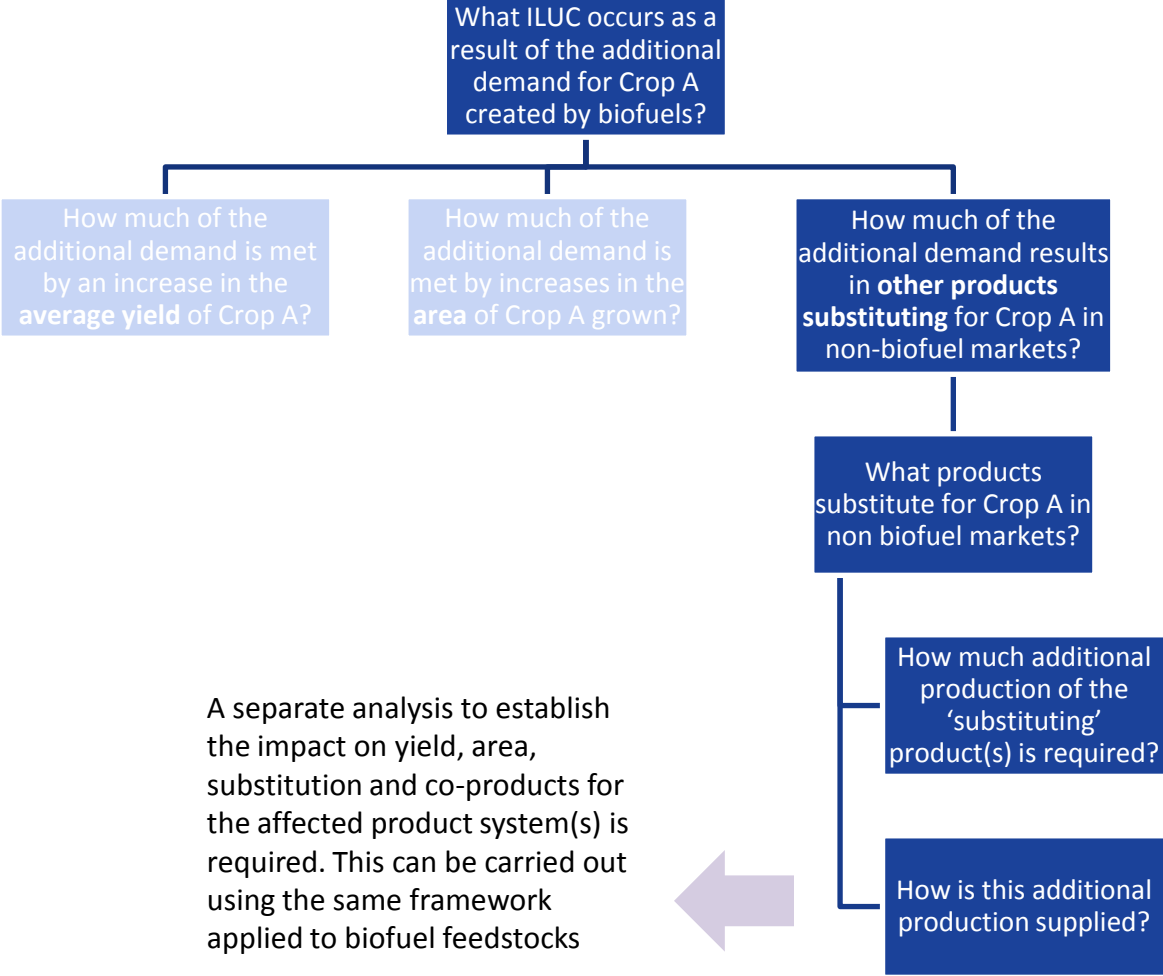 What ILUC occurs as a
result of the additional
demand for Crop A
created by biofuels?
How much of the
additional demand is met
by an increase in the
average yield of Crop A?
How much of the
additional demand is
met by increases in the
area of Crop A grown?
How much of the
additional demand results
in other products
substituting for Crop A in
non-biofuel markets?
What products
substitute for Crop A in
non biofuel markets?
How much additional
production of the
‘substituting’
product(s) is required?
A separate analysis to establish
the impact on yield, area,
substitution and co-products for
the affected product system(s) is
required. This can be carried out
using the same framework
applied to biofuel feedstocks
How is this additional
production supplied?